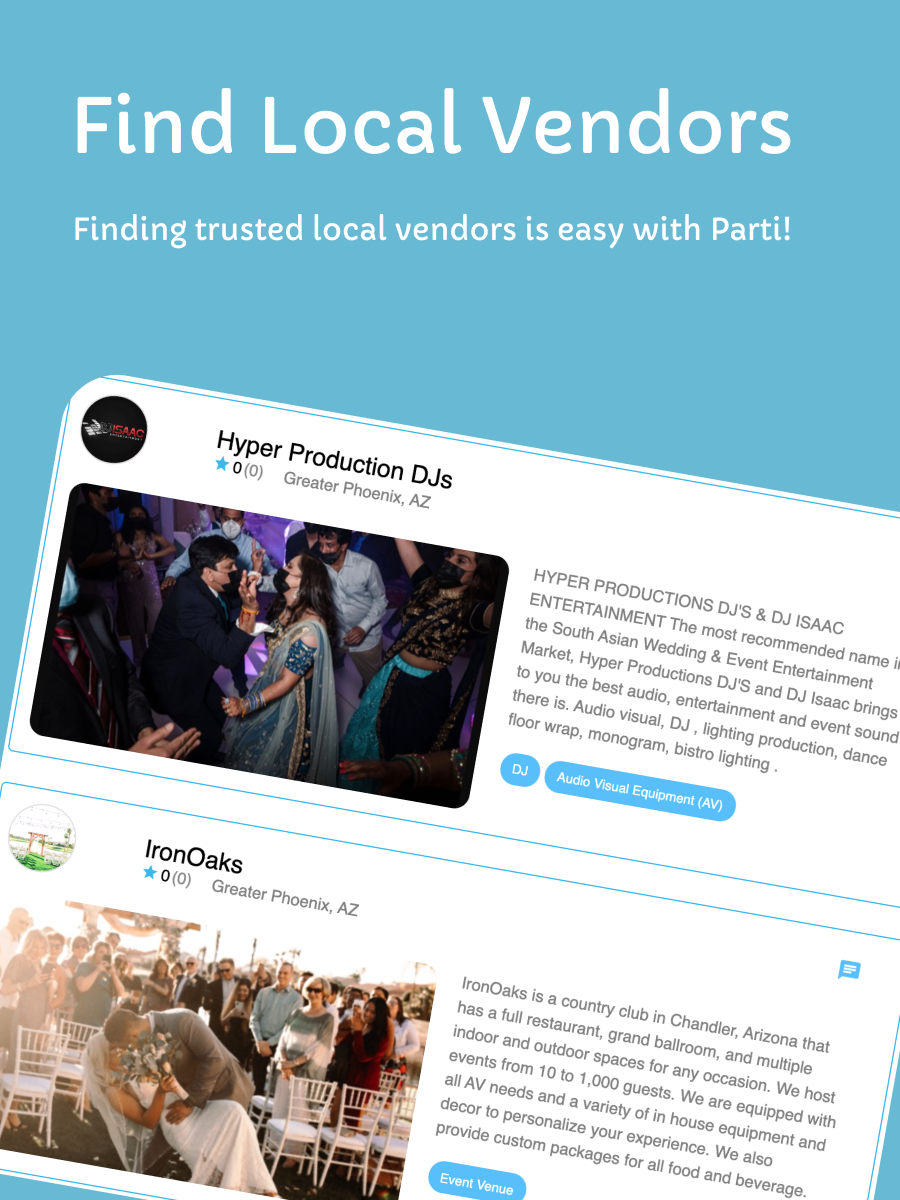 Find Local Vendors
Finding trusted local vendors is easy with Parti!
DJ ISAAC
Hyper Production DJs
0 (0) Greater Phoenix, AZ
HYPER PRODUCTIONS DJ'S & DJ ISAAC
ENTERTAINMENT The most recommended name
the South Asian Wedding & Event Entertainment
Market, Hyper Productions DJ'S and DJ Isaac brings
to you the best audio, entertainment and event sound
there is. Audio visual, DJ , lighting production, dance
floor wrap, monogram, bistro lighting .
DJ
Audio Visual Equipment (AV)
IronOaks
0 (0) Greater Phoenix, AZ
IronOaks is a country club in Chandler, Arizona that
has a full restaurant, grand ballroom, and multiple
indoor and outdoor spaces for any occasion. We host
events from 10 to 1,000 guests. We are equipped with
all AV needs and a variety of in house equipment and
decor to personalize your experience. We also
provide custom packages for all food and beverage.
Event Venue